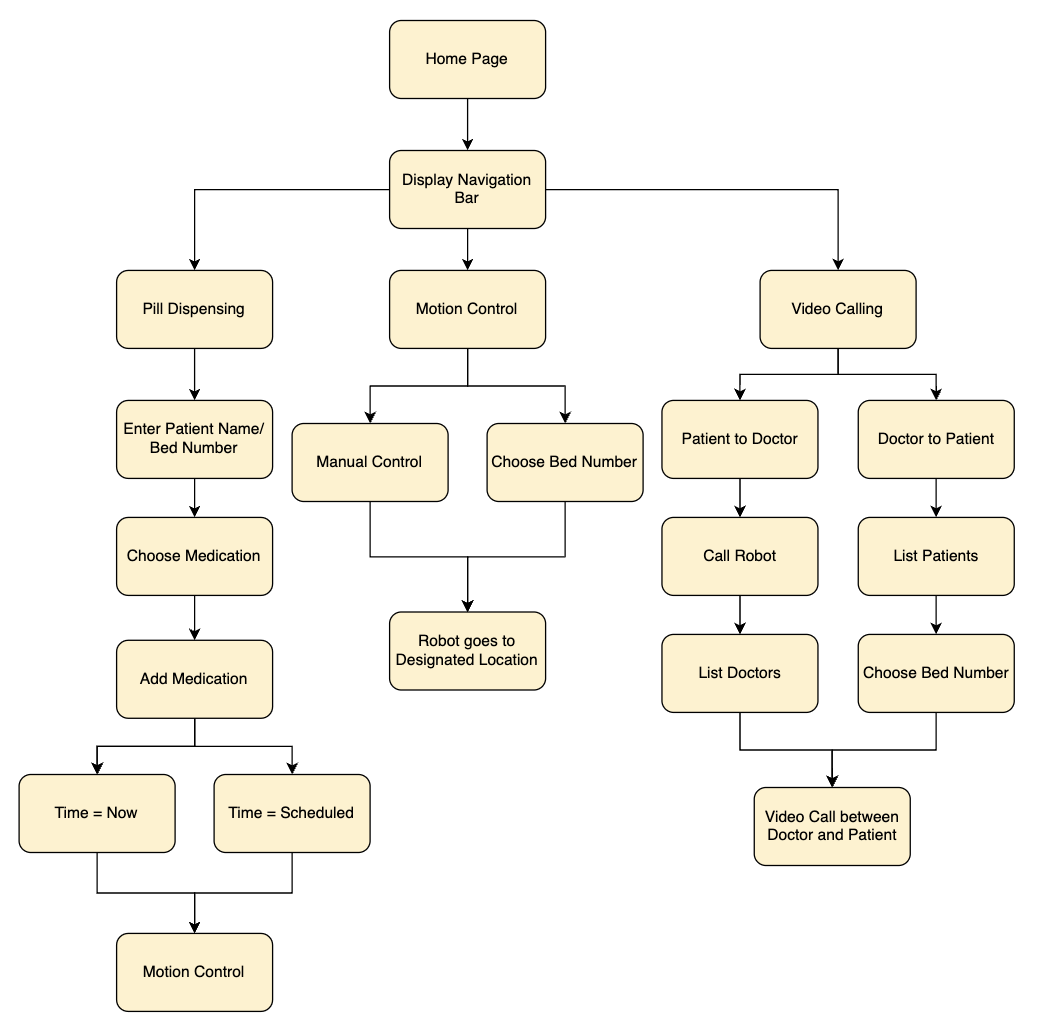 Home Page
Display Navigation
Bar
Pill Dispensing
Motion Control
Video Calling
Enter Patient Name/
Bed Number
Manual Control
Choose Bed Number
Patient to Doctor
Doctor to Patient
Choose Medication
Call Robot
List Patients
Add Medication
Robot goes to
Designated Location
List Doctors
Choose Bed Number
Time = Now
Time = Scheduled
Video Call between
Doctor and Patient
Motion Control